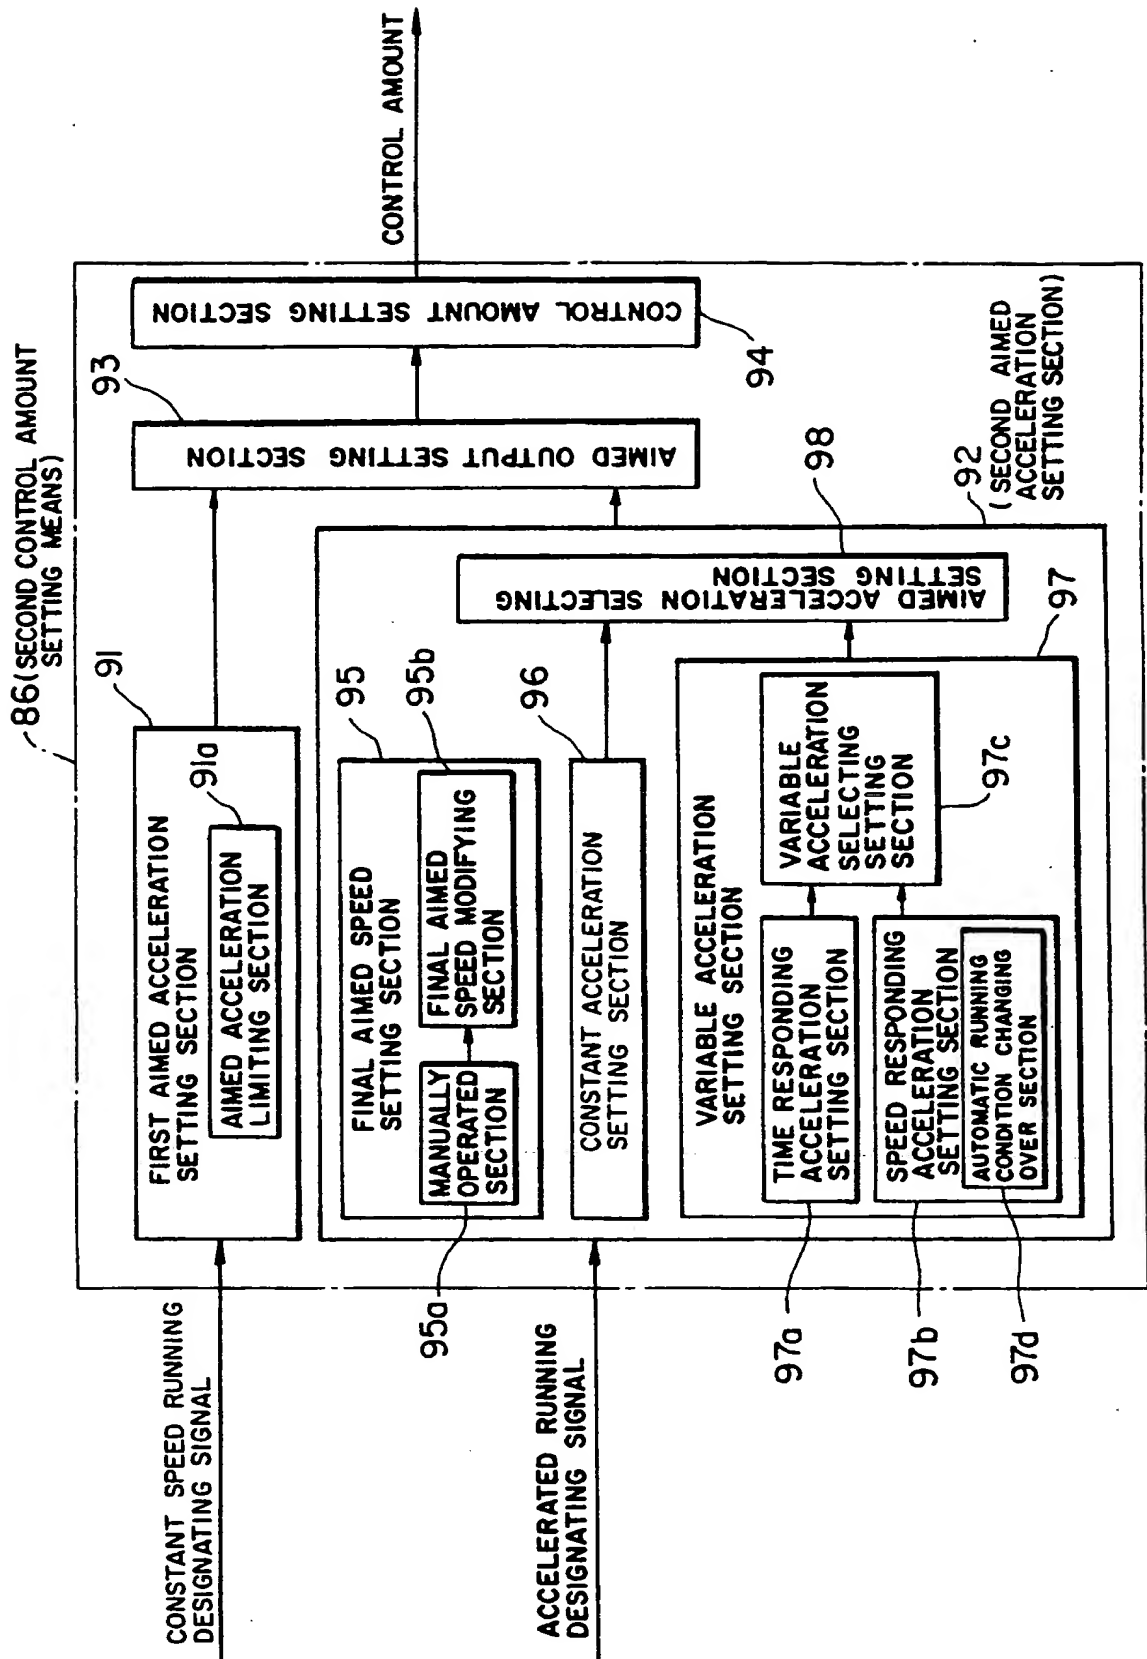 86(SECOND CONTROL AMOUNT
SETTING MEANS)
CONSTANT SPEED RUNNING
DESIGNATING SIGNAL
91
FIRST AIMED ACCELERATION
SETTING SECTION
91a
AIMED ACCELERATION
LIMITING SECTION
93
AIMED OUTPUT SETTING SECTION
CONTROL AMOUNT SETTING SECTION
94
CONTROL AMOUNT
ACCELERATED RUNNING
DESIGNATING SIGNAL
95
FINAL AIMED SPEED
SETTING SECTION
95a
MANUALLY
OPERATED
SECTION
95b
FINAL AIMED
SPEED MODIFYING
SECTION
96
CONSTANT ACCELERATION
SETTING SECTION
AIMED ACCELERATION SELECTING
SETTING SECTION
98
92
(SECOND AIMED
ACCELERATION
SETTING SECTION)
97
VARIABLE ACCELERATION
SETTING SECTION
97a
TIME RESPONDING
ACCELERATION
SETTING SECTION
97b
SPEED RESPONDING
ACCELERATION
SETTING SECTION
97d
AUTOMATIC RUNNING
CONDITION CHANGING
OVER SECTION
VARIABLE
ACCELERATION
SELECTING
SETTING
SECTION
97c